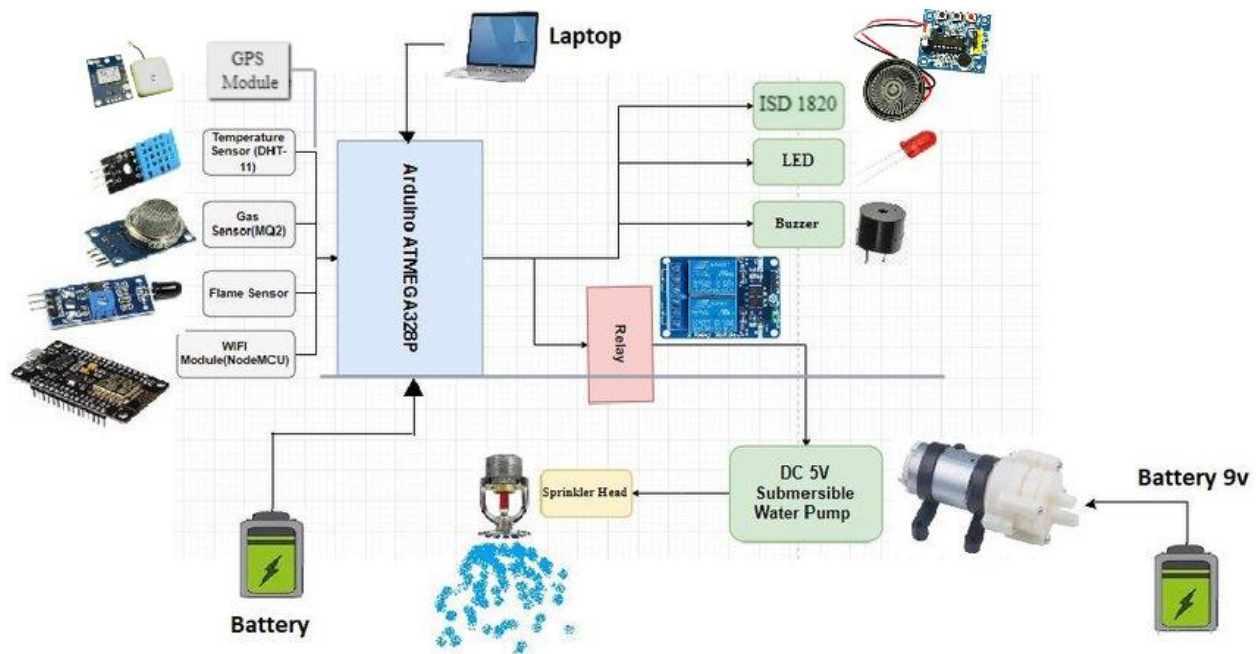 Laptop
GPS
Module
Temperature
Sensor (DHT-
11)
Gas
Sensor(MQ2)
Flame Sensor
WIFI
Module(NodeMCU)
Arduino ATMEGA328P
ISD 1820
LED
Buzzer
Relay
DC 5V
Submersible
Water Pump
Sprinkler Head
Battery 9v
Battery